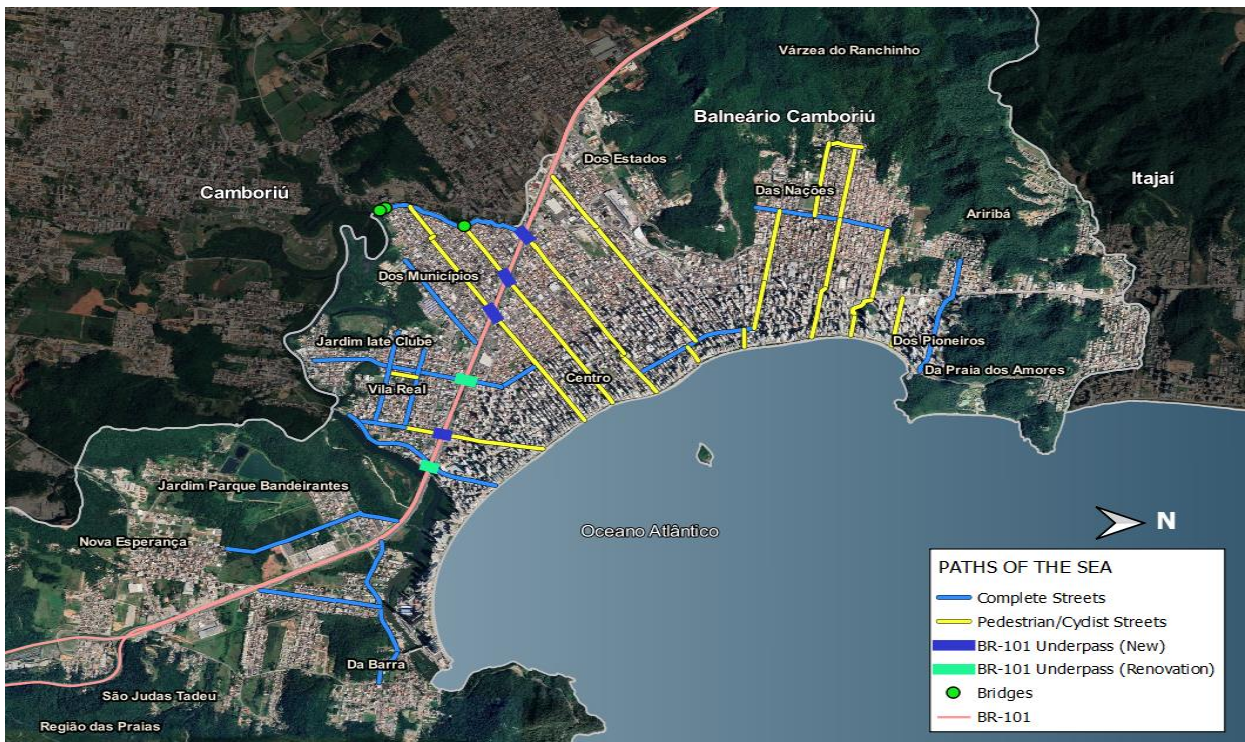 Várzea do Ranchinho
Balneário Camboriú
Dos Estados
Camboriú
Das Nações
Itajaí
Ariribá
Dos Municípios
Jardim Iate Clube
Dos Pioneiros
Vila Real
Centro
Da Praia dos Amores
Jardim Parque Bandeirantes
N
Oceano Atlântico
Nova Esperança
PATHS OF THE SEA
Complete Streets
Pedestrian/Cyclist Streets
BR-101 Underpass (New)
BR-101 Underpass (Renovation)
Bridges
BR-101
Da Barra
São Judas Tadeu
Região das Praias